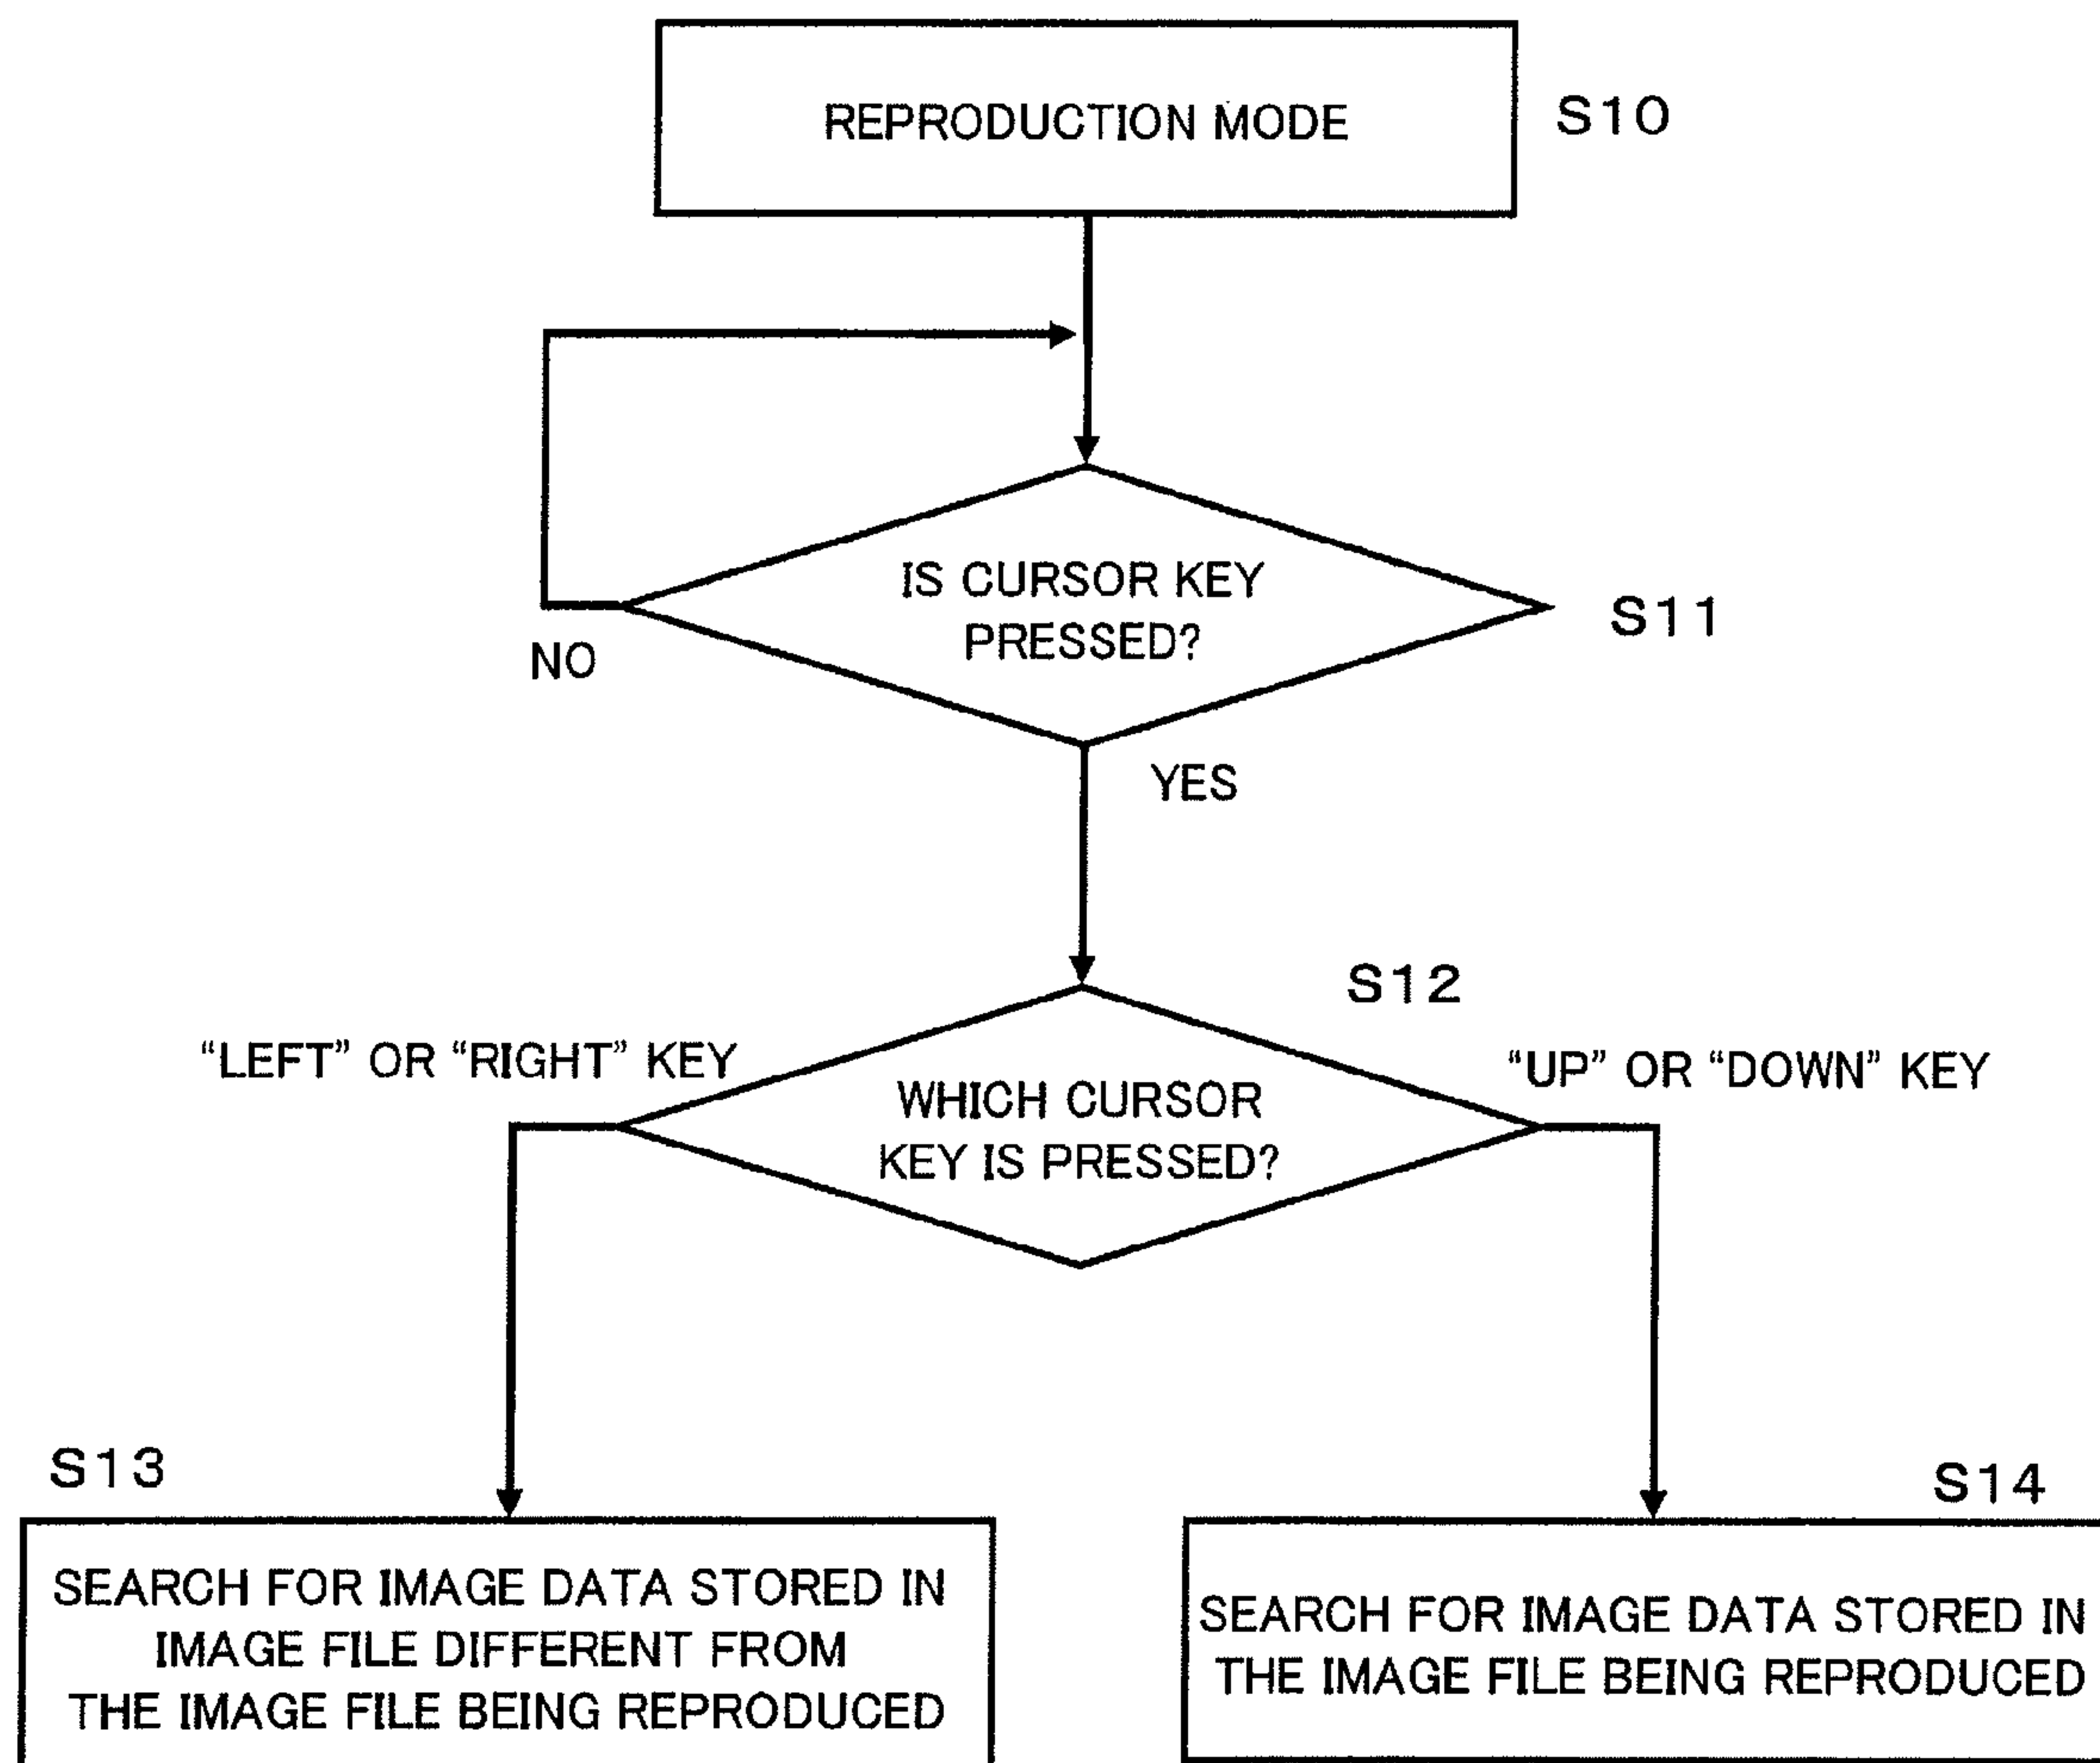 REPRODUCTION MODE
S10
IS CURSOR KEY
PRESSED?
S11
NO
YES
S12
“LEFT” OR “RIGHT” KEY
“UP” OR “DOWN” KEY
WHICH CURSOR
KEY IS PRESSED?
S13
SEARCH FOR IMAGE DATA STORED IN
IMAGE FILE DIFFERENT FROM
THE IMAGE FILE BEING REPRODUCED
S14
SEARCH FOR IMAGE DATA STORED IN
THE IMAGE FILE BEING REPRODUCED